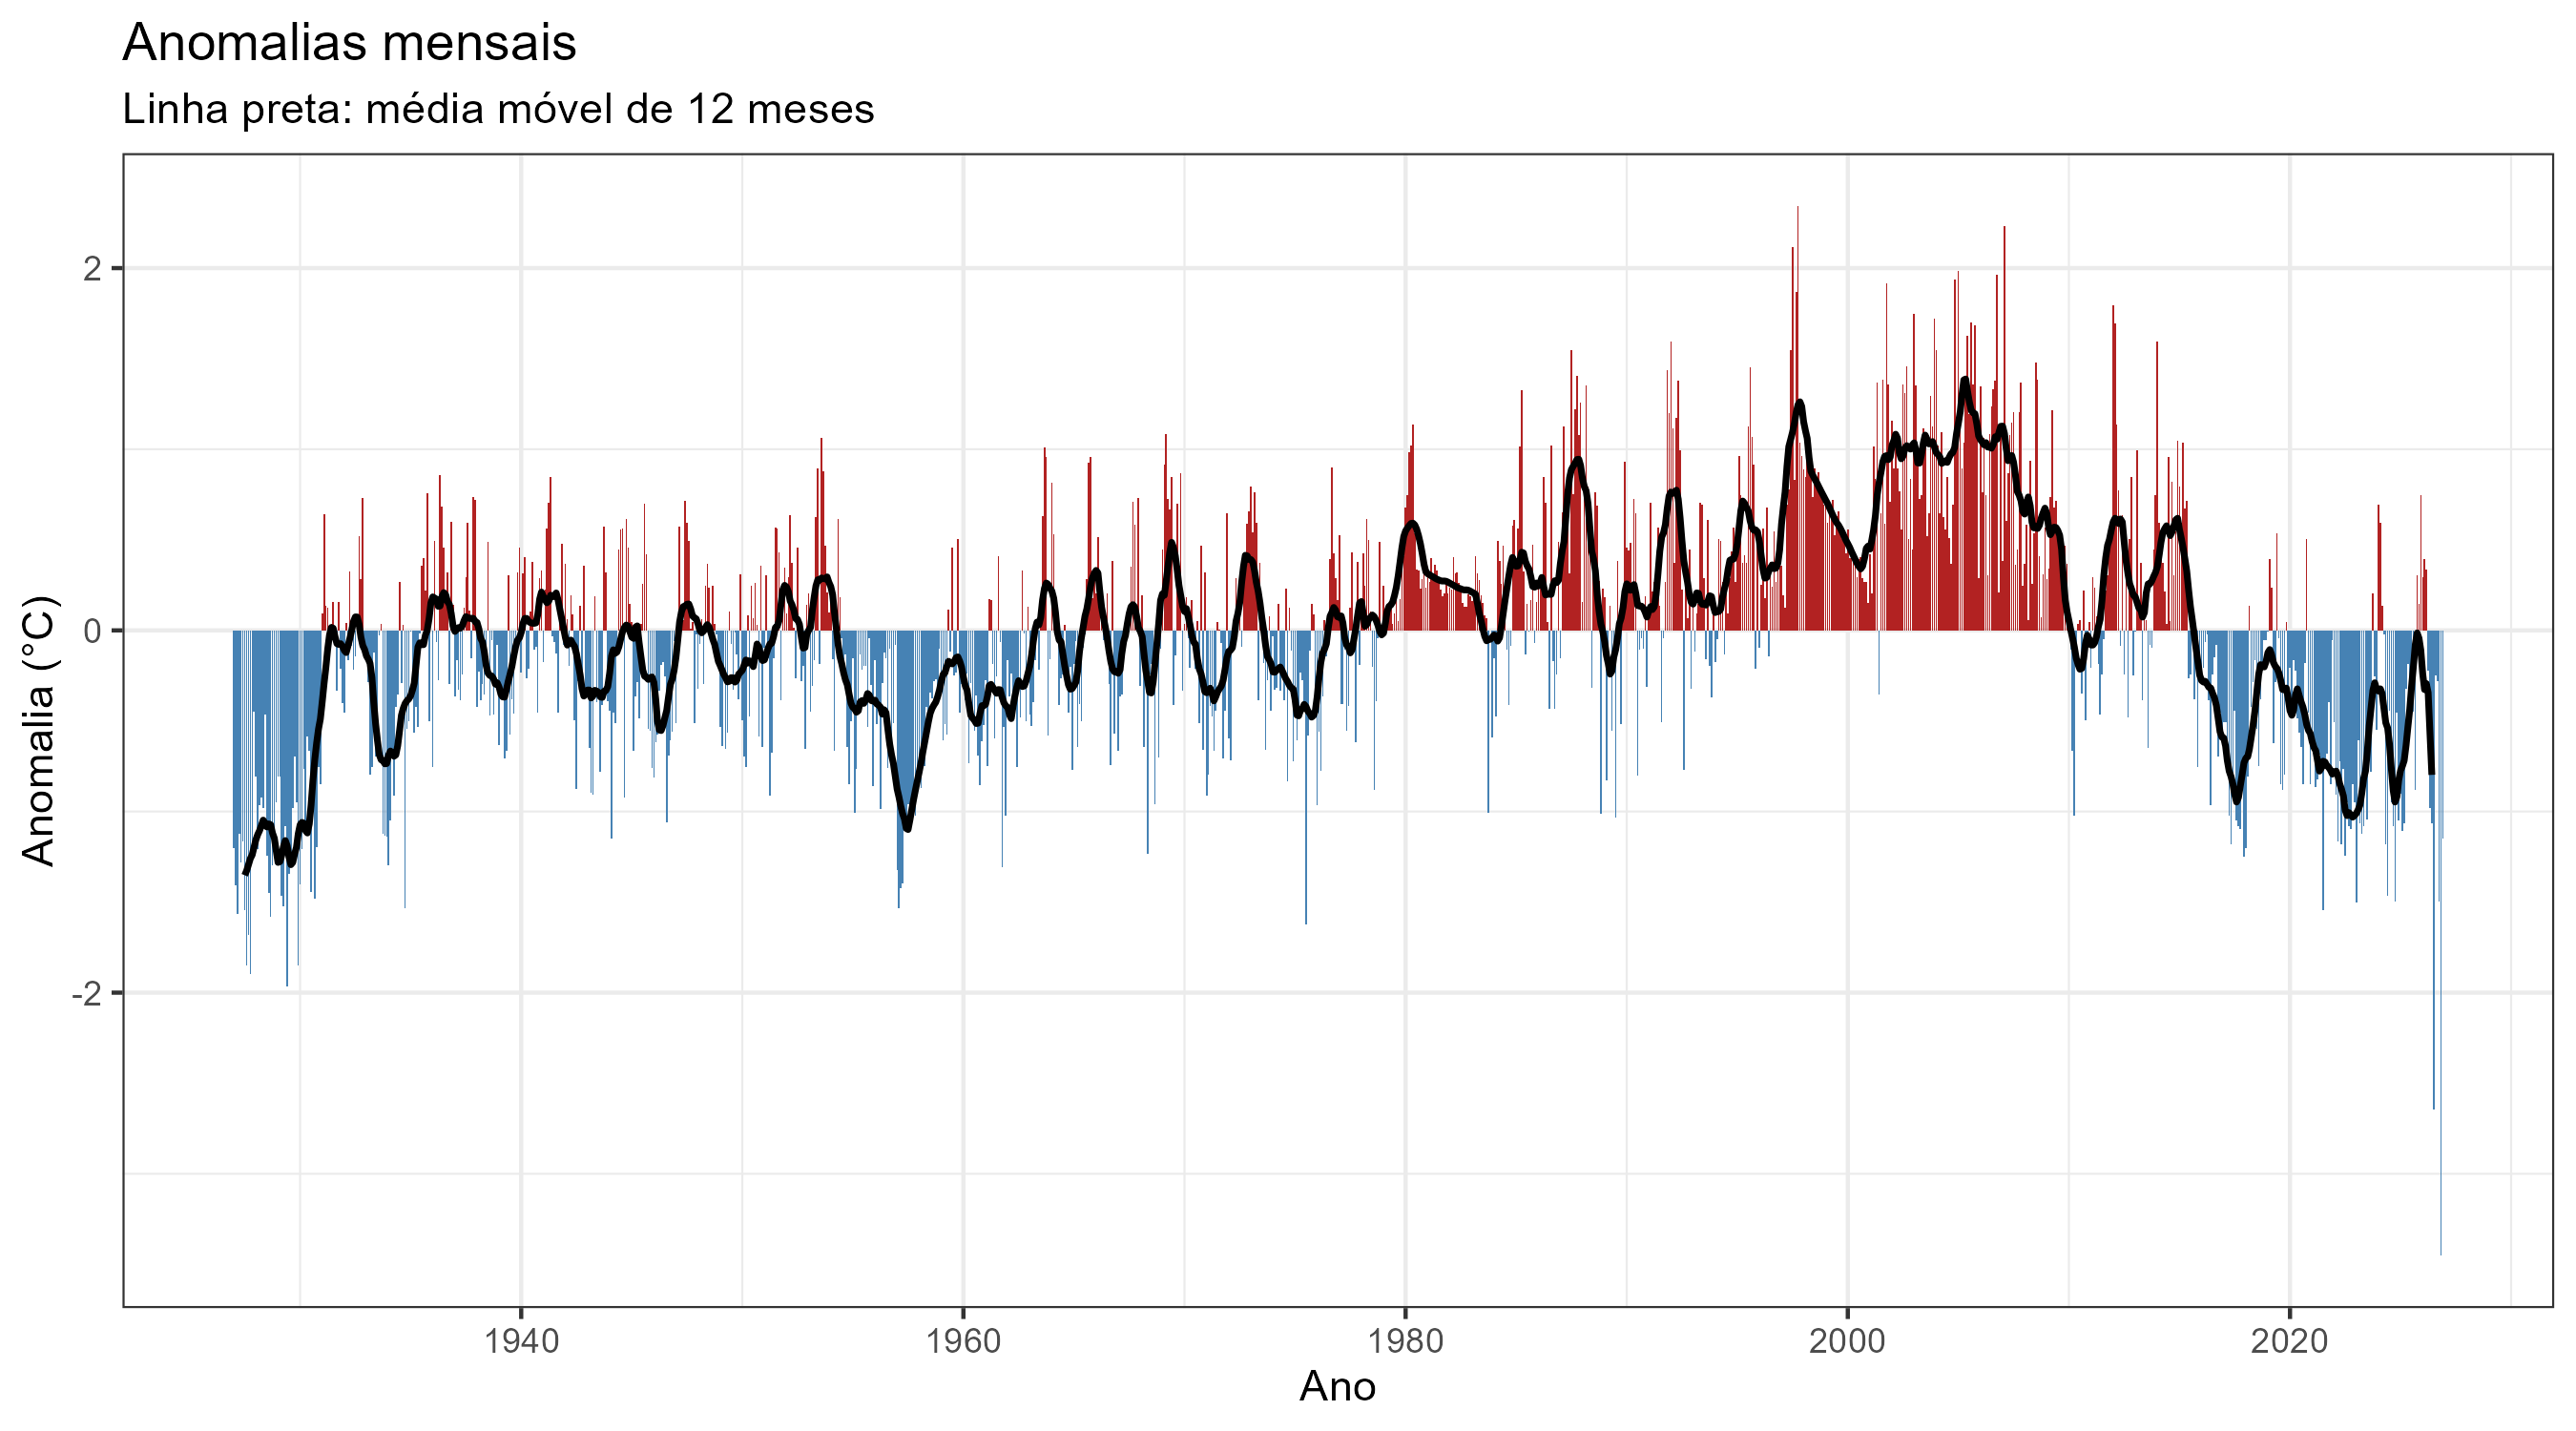 Anomalias mensais
Linha preta: média móvel de 12 meses
Anomalia (°C)
2
0
-2
1940 1960 1980 2000 2020
Ano